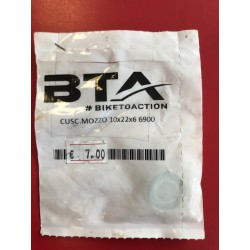 BTA
# BIKETOACTION
CUSC.MOZZO 10x22x6 6900
€ 7.00